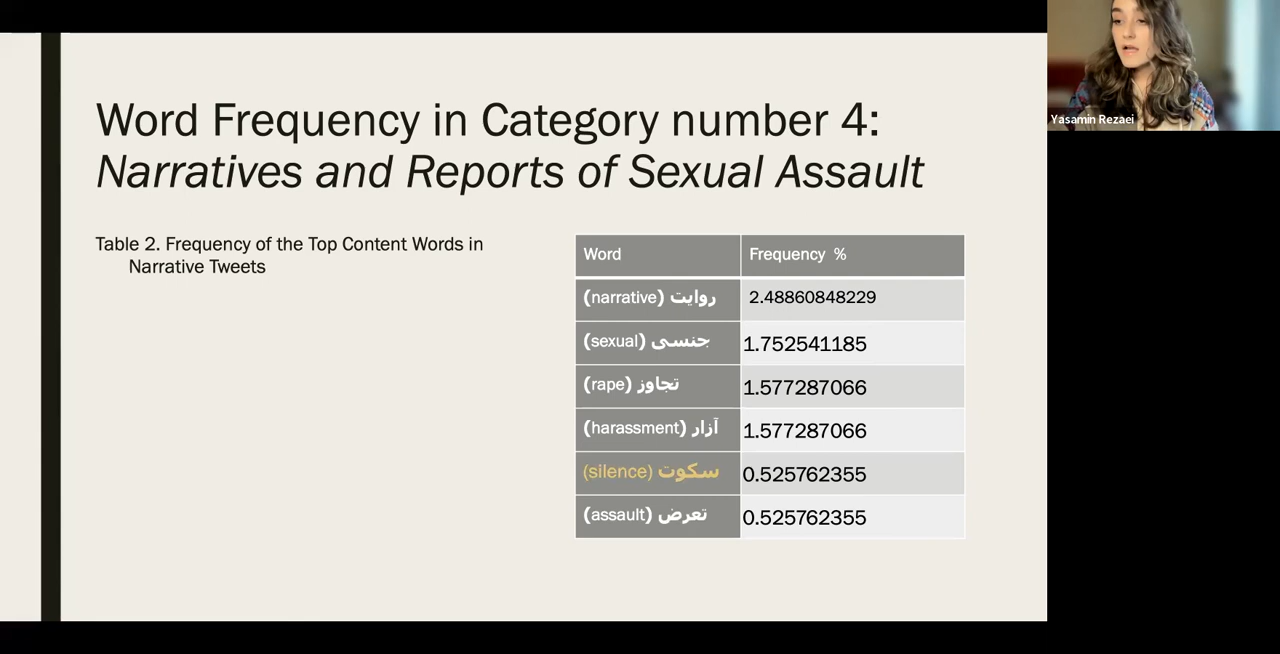 Word Frequency in Category number 4:
Narratives and Reports of Sexual Assault
Table 2. Frequency of the Top Content Words in
Narrative Tweets
Word Frequency %
روایت (narrative) 2.48860848229
جنسی (sexual) 1.752541185
تجاوز (rape) 1.577287066
آزار (harassment) 1.577287066
سکوت (silence) 0.525762355
تعرض (assault) 0.525762355
Yasamin Rezaei